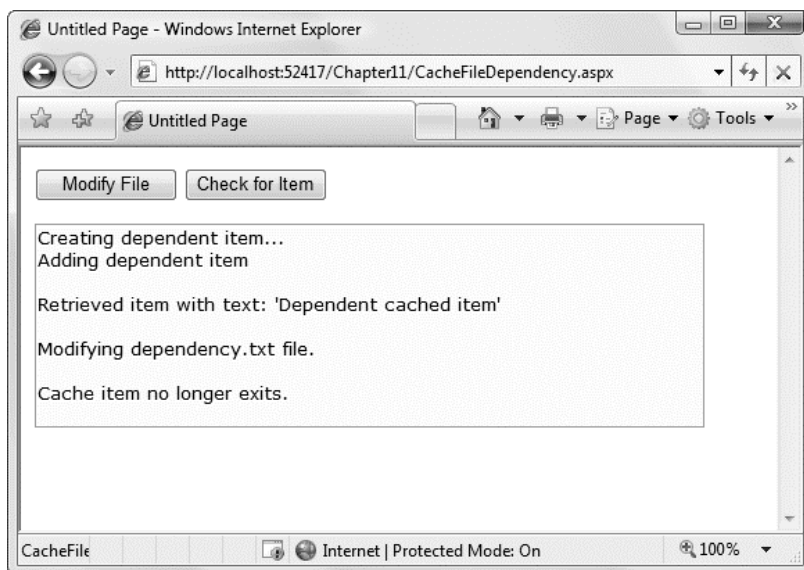 Untitled Page - Windows Internet Explorer
http://localhost:52417/Chapter11/CacheFileDependency.aspx
Untitled Page
Page
Tools
»
Modify File Check for Item
Creating dependent item...
Adding dependent item
Retrieved item with text: 'Dependent cached item'
Modifying dependency.txt file.
Cache item no longer exits.
CacheFile
Internet | Protected Mode: On
100%